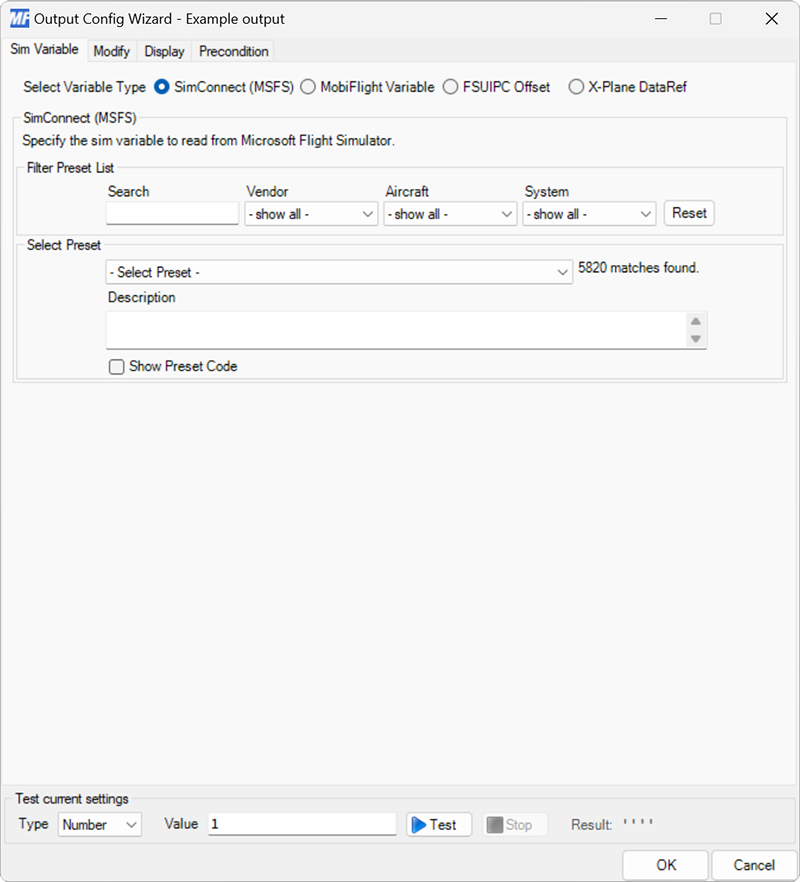 MF Output Config Wizard - Example output
Sim Variable Modify Display Precondition
Select Variable Type SimConnect (MSFS) MobiFlight Variable FSUIPC Offset X-Plane DataRef
SimConnect (MSFS)
Specify the sim variable to read from Microsoft Flight Simulator.
Filter Preset List
Search Vendor Aircraft System
- show all - - show all - - show all - Reset
Select Preset
- Select Preset - 5820 matches found.
Description
Show Preset Code
Test current settings
Type Number Value 1 Test Stop Result: ' ' ' '
OK Cancel